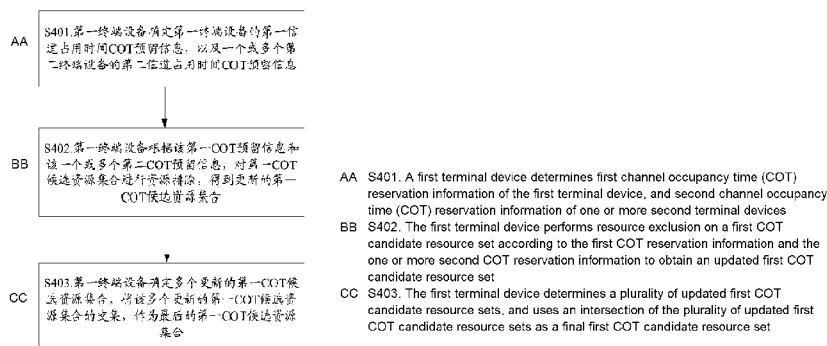 AA
S401.第一终端设备确定第一终端设备的第一信
道占用时间COT预留信息，以及一个或多个第
二终端设备的第二信道占用时间COT预留信息
BB
S402.第一终端设备根据该第一COT预留信息和
该一个或多个第二COT预留信息，对第一COT
候选资源集合进行资源排除，得到更新的第一
COT候选资源集合
CC
S403.第一终端设备确定多个更新的第一COT候
选资源集合，将该多个更新的第一COT候选资
源集合的交集，作为最后的第一COT候选资源
集合
AA S401. A first terminal device determines first channel occupancy time (COT)
reservation information of the first terminal device, and second channel occupancy
time (COT) reservation information of one or more second terminal devices
BB S402. The first terminal device performs resource exclusion on a first COT
candidate resource set according to the first COT reservation information and the
one or more second COT reservation information to obtain an updated first COT
candidate resource set
CC S403. The first terminal device determines a plurality of updated first COT
candidate resource sets, and uses an intersection of the plurality of updated first
COT candidate resource sets as a final first COT candidate resource set